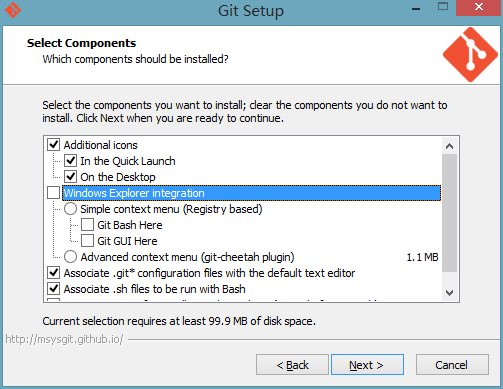 Git Setup
Select Components
Which components should be installed?
Select the components you want to install; clear the components you do not want to
install. Click Next when you are ready to continue.
Additional icons
In the Quick Launch
On the Desktop
Windows Explorer integration
Simple context menu (Registry based)
Git Bash Here
Git GUI Here
Advanced context menu (git-cheetah plugin) 1.1 MB
Associate .git* configuration files with the default text editor
Associate .sh files to be run with Bash
Current selection requires at least 99.9 MB of disk space.
http://msysgit.github.io/
< Back Next > Cancel